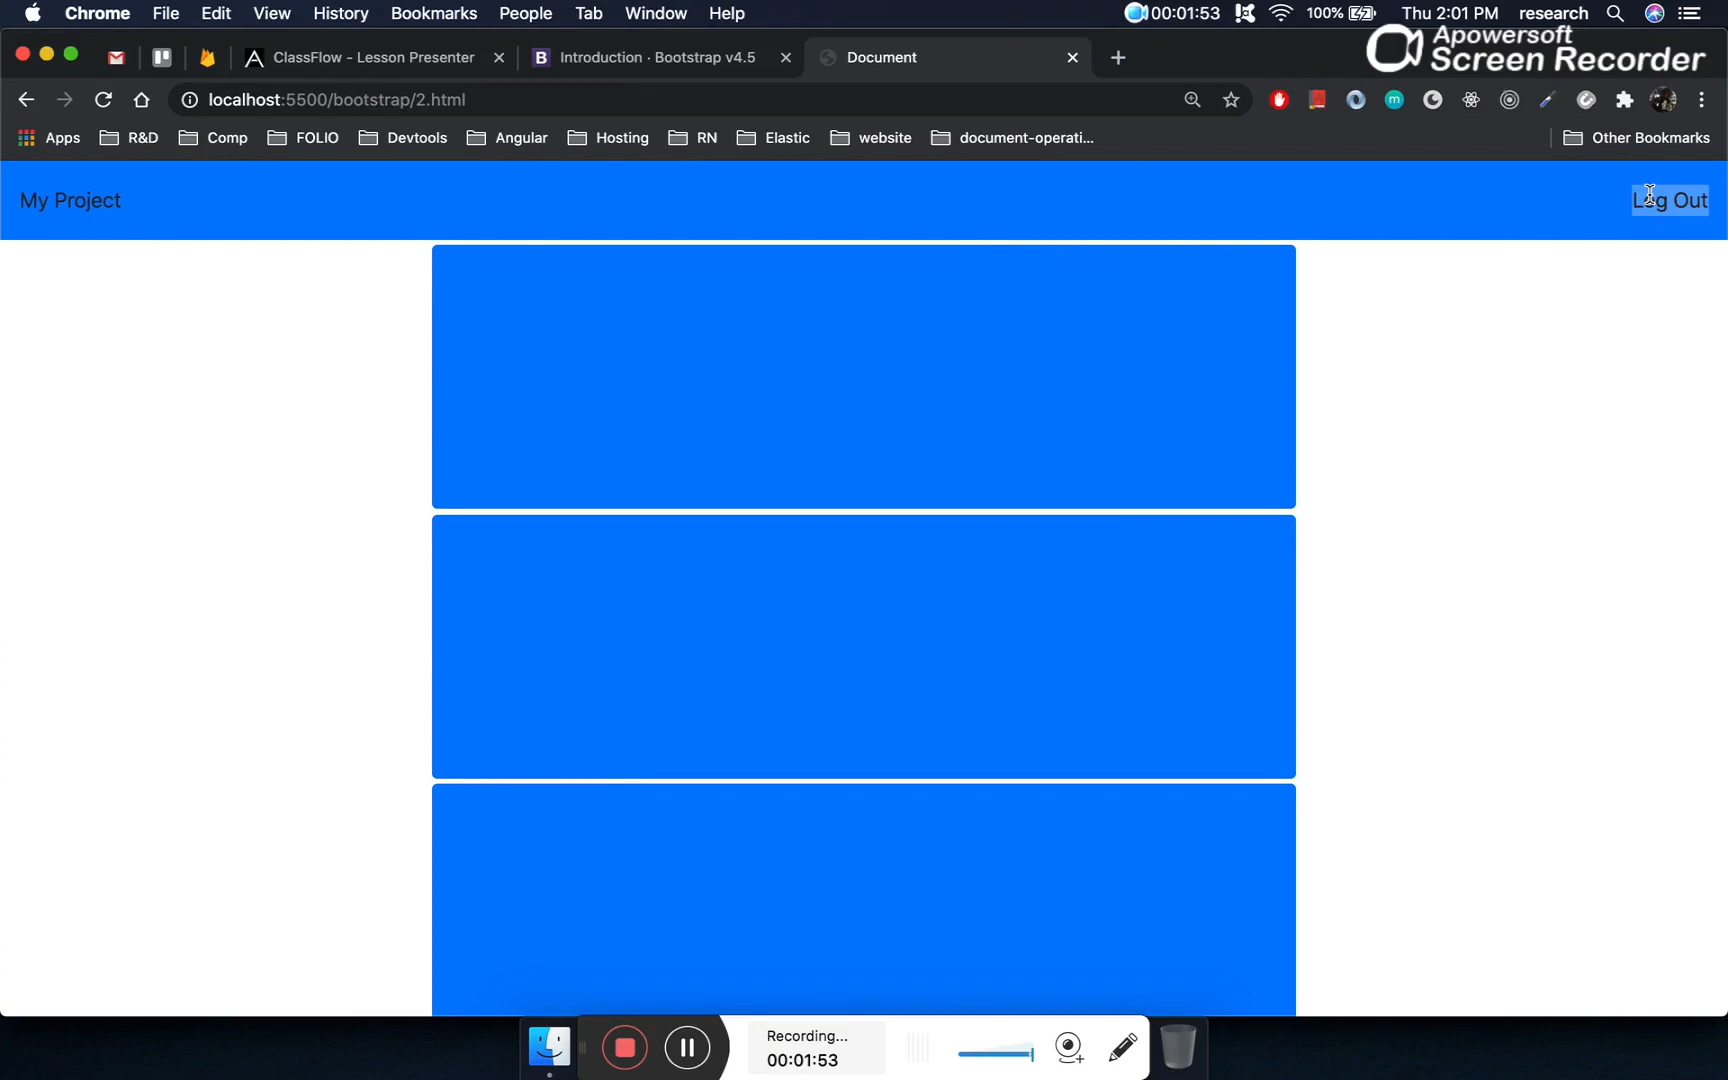 Chrome File Edit View History Bookmarks People Tab Window Help 00:01:53 100% Thu 2:01 PM research
Apowersoft
Screen Recorder
ClassFlow - Lesson Presenter Introduction · Bootstrap v4.5 Document
localhost:5500/bootstrap/2.html
Apps R&D Comp FOLIO Devtools Angular Hosting RN Elastic website document-operati... Other Bookmarks
My Project Log Out
Recording...
00:01:53